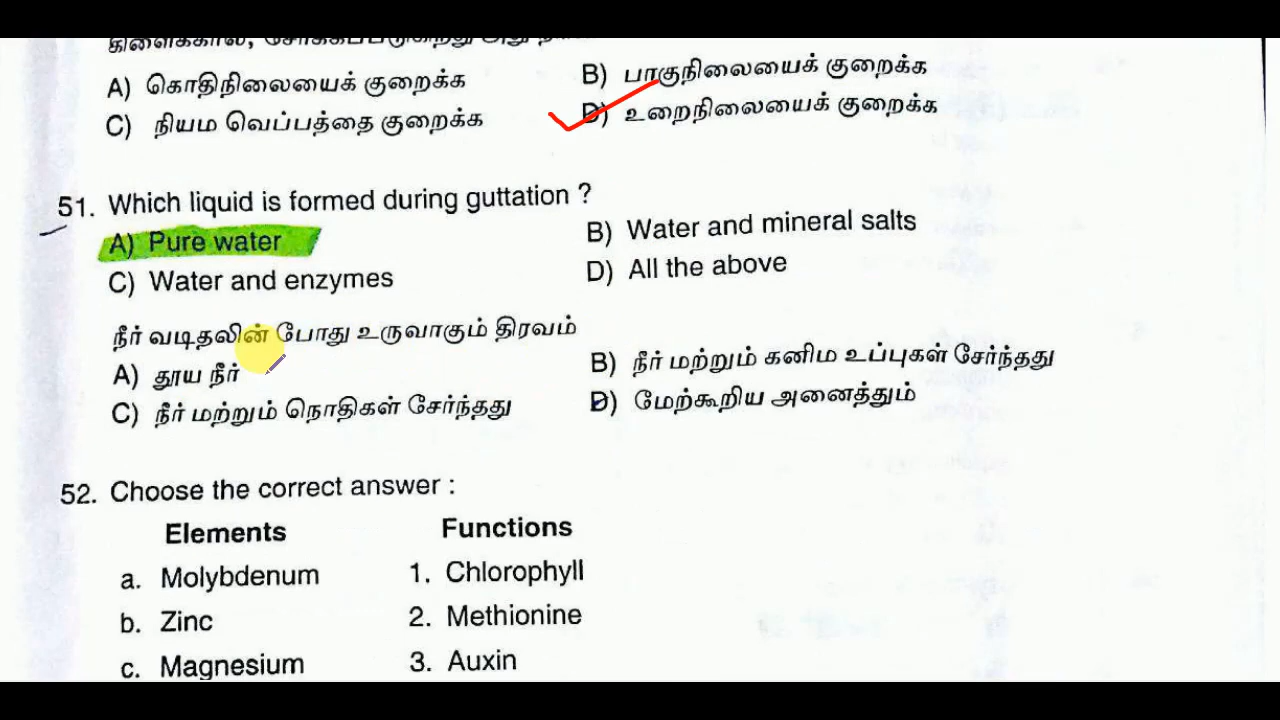 A) கொதிநிலையைக் குறைக்க B) பாகுநிலையைக் குறைக்க
C) நியம வெப்பத்தை குறைக்க D) உறைநிலையைக் குறைக்க
51. Which liquid is formed during guttation ?
A) Pure water B) Water and mineral salts
C) Water and enzymes D) All the above
நீர் வடிதலின் போது உருவாகும் திரவம்
A) தூய நீர் B) நீர் மற்றும் கனிம உப்புகள் சேர்ந்தது
C) நீர் மற்றும் நொதிகள் சேர்ந்தது D) மேற்கூறிய அனைத்தும்
52. Choose the correct answer :
Elements Functions
a. Molybdenum 1. Chlorophyll
b. Zinc 2. Methionine
c. Magnesium 3. Auxin